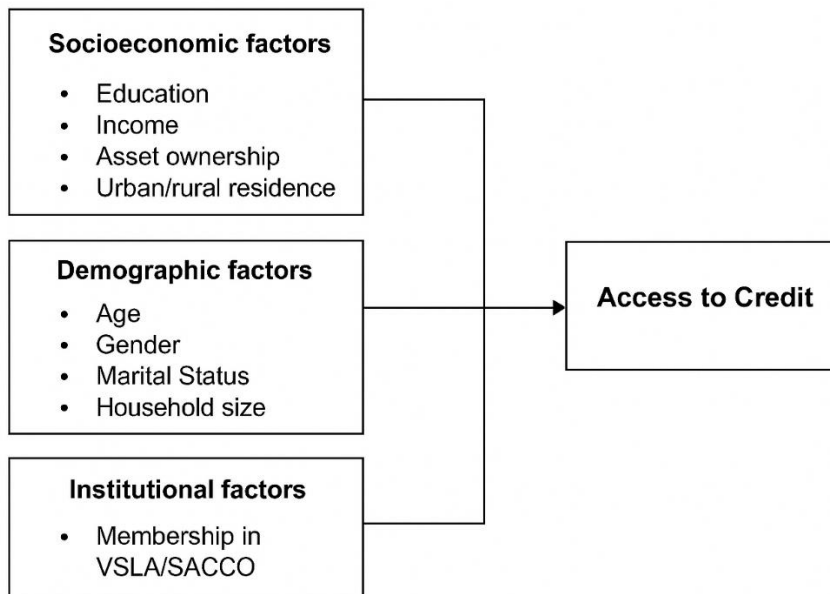 Socioeconomic factors
• Education
• Income
• Asset ownership
• Urban/rural residence
Demographic factors
• Age
• Gender
• Marital Status
• Household size
Institutional factors
• Membership in
VSLA/SACCO
Access to Credit